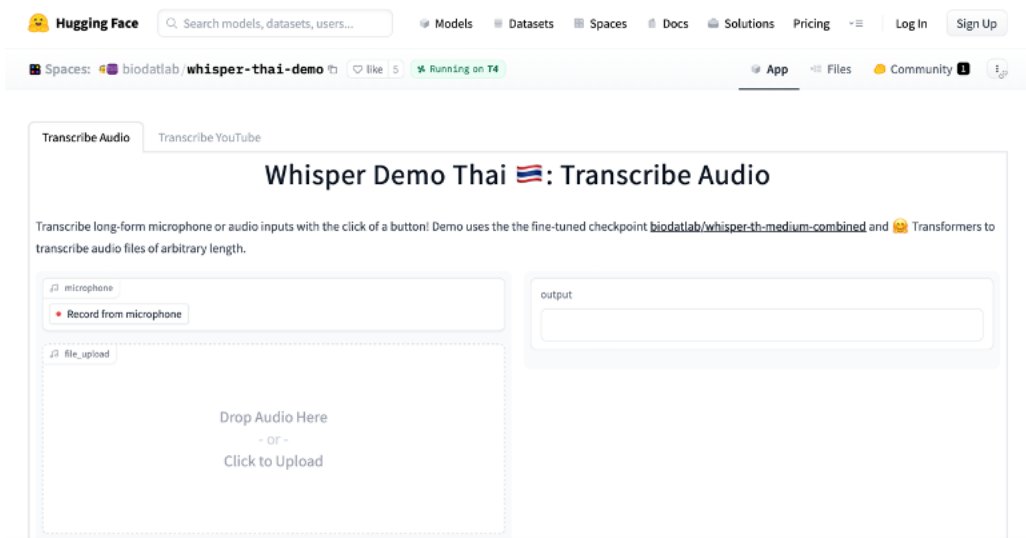 Hugging Face Search models, datasets, users... Models Datasets Spaces Docs Solutions Pricing Log In Sign Up
Spaces: biodatlab/whisper-thai-demo like 5 Running on T4 App Files Community 1
Transcribe Audio Transcribe YouTube
Whisper Demo Thai 🇹🇭: Transcribe Audio
Transcribe long-form microphone or audio inputs with the click of a button! Demo uses the the fine-tuned checkpoint biodatlab/whisper-th-medium-combined and 🤗 Transformers to
transcribe audio files of arbitrary length.
microphone
Record from microphone
file_upload
Drop Audio Here
- or -
Click to Upload
output